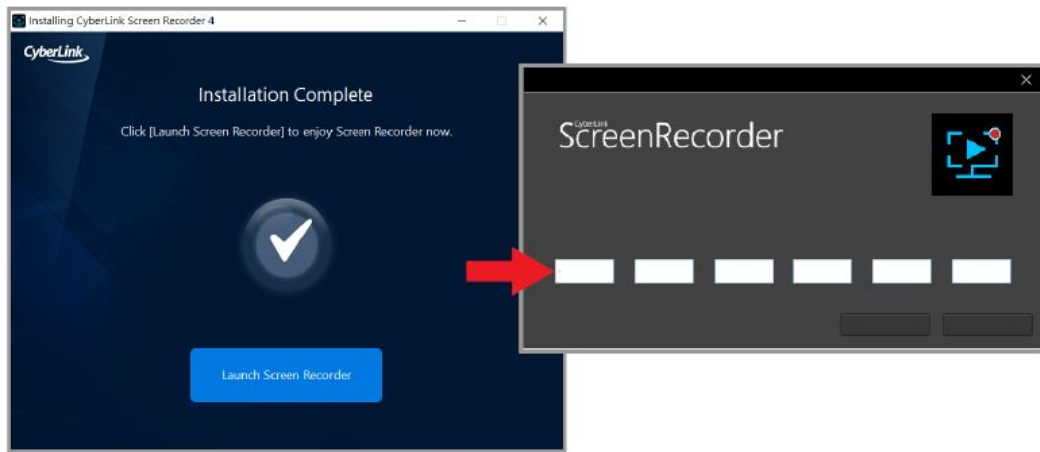 Installing CyberLink Screen Recorder 4
CyberLink
Installation Complete
Click [Launch Screen Recorder] to enjoy Screen Recorder now.
Launch Screen Recorder
CyberLink
ScreenRecorder